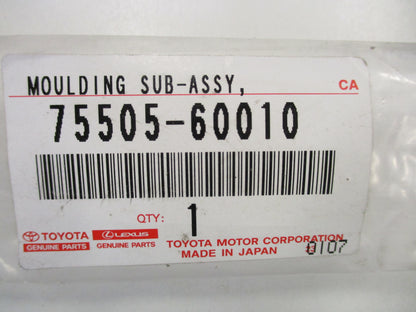 MOULDING SUB-ASSY,
CA
75505-60010
QTY: 1
TOYOTA
GENUINE PARTS
LEXUS
GENUINE PARTS
TOYOTA MOTOR CORPORATION
MADE IN JAPAN
0107